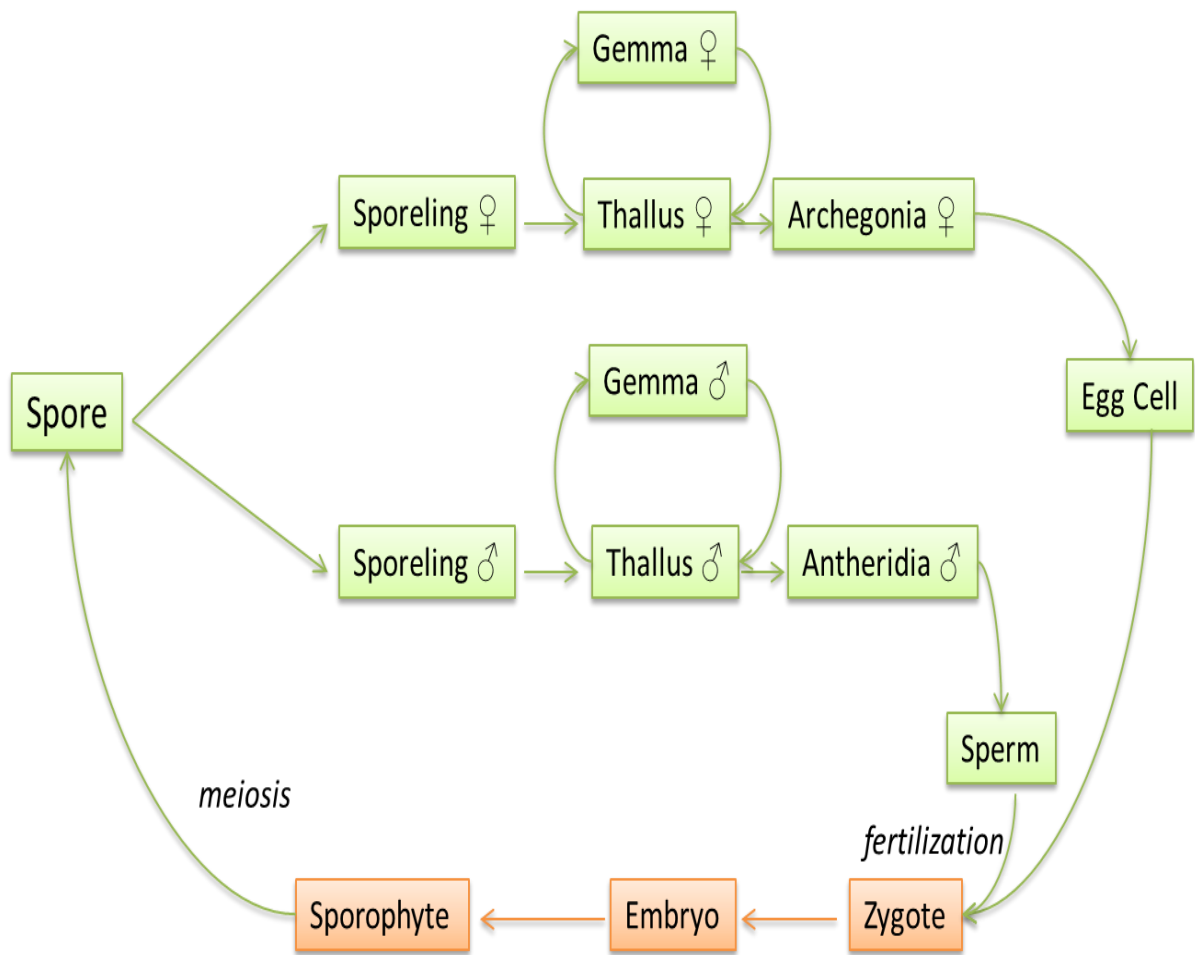 Gemma ♀
Sporeling ♀
Thallus ♀
Archegonia ♀
Spore
Gemma ♂
Egg Cell
Sporeling ♂
Thallus ♂
Antheridia ♂
Sperm
meiosis
fertilization
Sporophyte
Embryo
Zygote